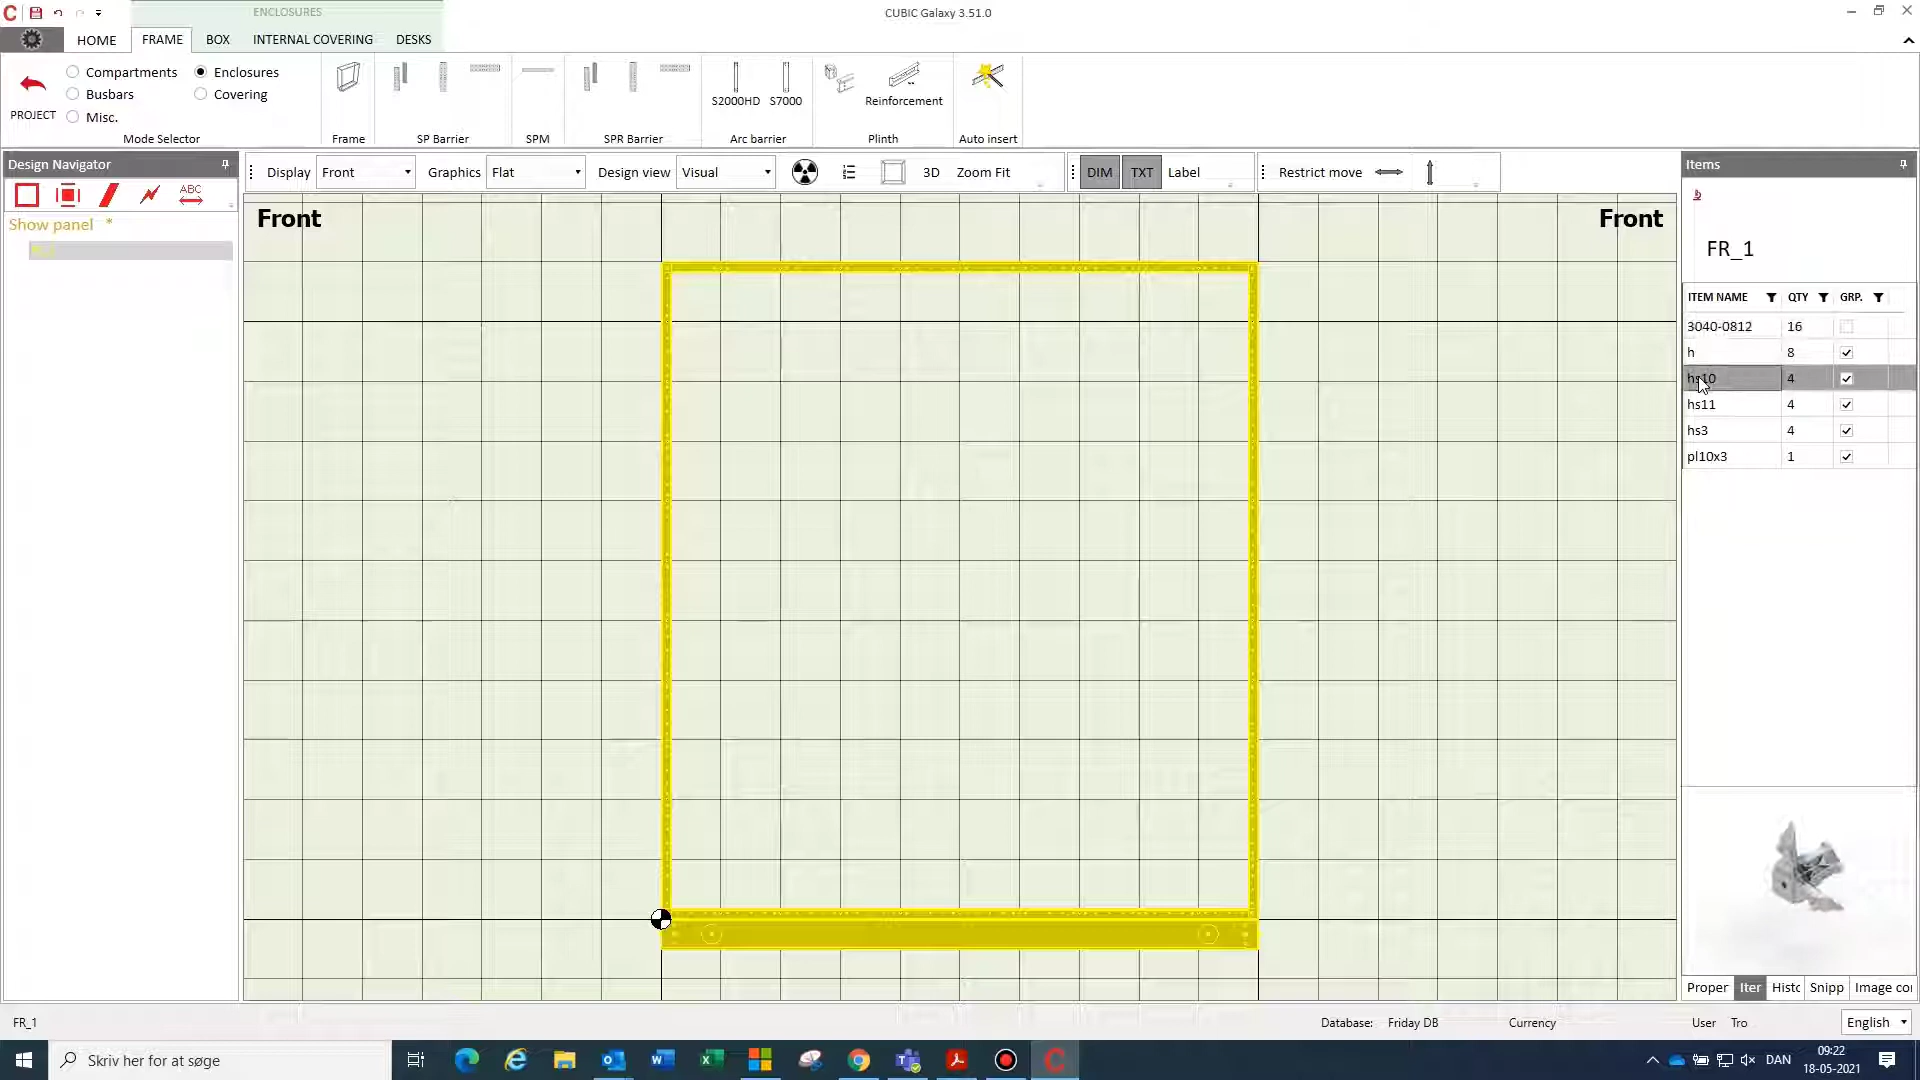 ENCLOSURES
CUBIC Galaxy 3.51.0
HOME FRAME BOX INTERNAL COVERING DESKS
PROJECT
Compartments
Enclosures
Busbars
Covering
Misc.
Mode Selector
Frame
SP Barrier
SPM
SPR Barrier
S2000HD S7000
Arc barrier
Reinforcement
Plinth
Auto insert
Design Navigator
ABC
Show panel *
Display Front Graphics Flat Design view Visual 3D Zoom Fit DIM TXT Label Restrict move
Front Front
Items
FR_1
ITEM NAME QTY GRP.
3040-0812 16
h 8
hs10 4
hs11 4
hs3 4
pl10x3 1
Proper Iter Histc Snipp Image coı
FR_1
Database: Friday DB Currency User Tro English
Skriv her for at søge
DAN
09:22
18-05-2021